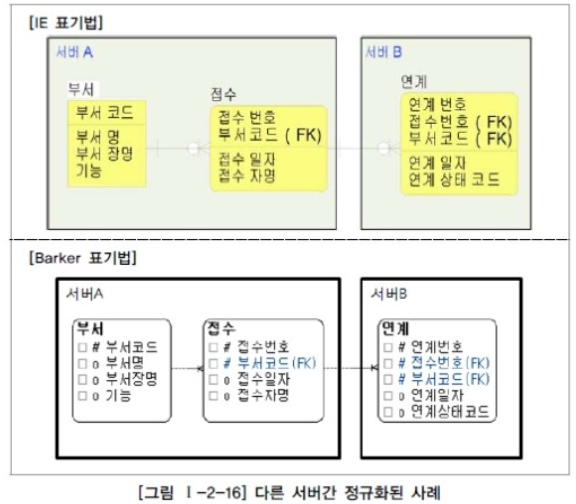 [IE 표기법]
서버 A
부서
부서 코드
부서 명
부서 장명
기능
접수
접수 번호
부서코드 ( FK)
접수 일자
접수 자명
서버 B
연계
연계 번호
접수번호 ( FK)
부서코드 ( FK)
연계 일자
연계 상태 코드
[Barker 표기법]
서버A
부서
# 부서코드
o 부서명
o 부서장명
o 기능
접수
# 접수번호
# 부서코드(FK)
o 접수일자
o 접수자명
서버B
연계
# 연계번호
# 접수번호(FK)
# 부서코드(FK)
o 연계일자
o 연계상태코드
[그림 Ⅰ-2-16] 다른 서버간 정규화된 사례